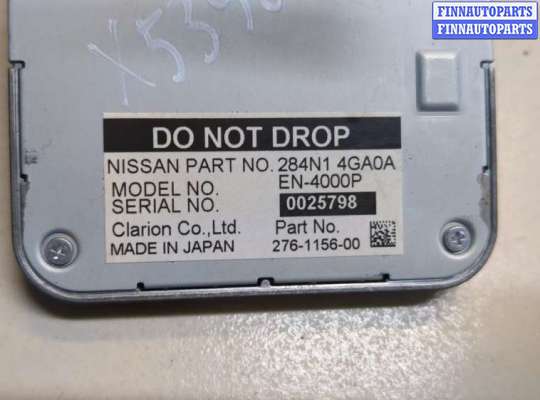 FINNAUTOPARTS
FINNAUTOPARTS
DO NOT DROP
NISSAN PART NO. 284N1 4GA0A
MODEL NO. EN-4000P
SERIAL NO. 0025798
Clarion Co.,Ltd. Part No.
MADE IN JAPAN 276-1156-00